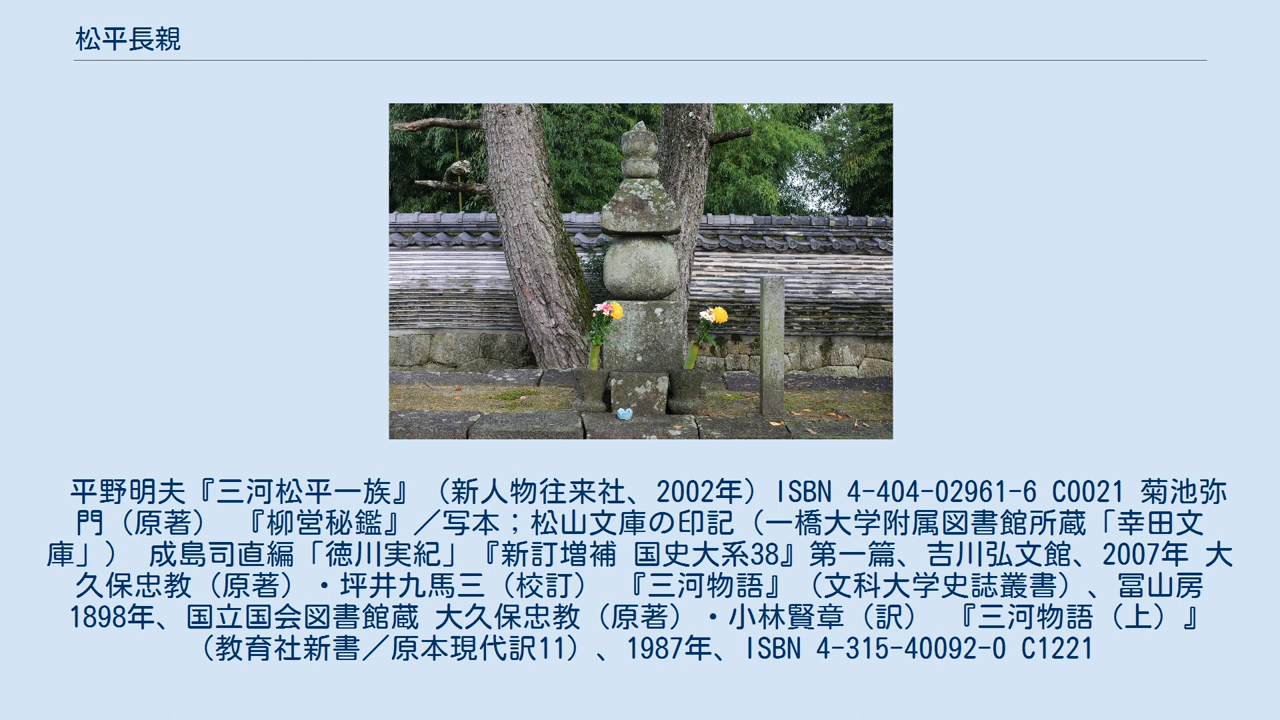 松平長親
平野明夫『三河松平一族』（新人物往来社、2002年）ISBN 4-404-02961-6 C0021 菊池弥
門（原著） 『柳営秘鑑』／写本；松山文庫の印記（一橋大学附属図書館所蔵「幸田文
庫」） 成島司直編「徳川実紀」『新訂増補 国史大系38』第一篇、吉川弘文館、2007年 大
久保忠教（原著）・坪井九馬三（校訂） 『三河物語』（文科大学史誌叢書）、冨山房
1898年、国立国会図書館蔵 大久保忠教（原著）・小林賢章（訳） 『三河物語（上）』
（教育社新書／原本現代訳11）、1987年、ISBN 4-315-40092-0 C1221